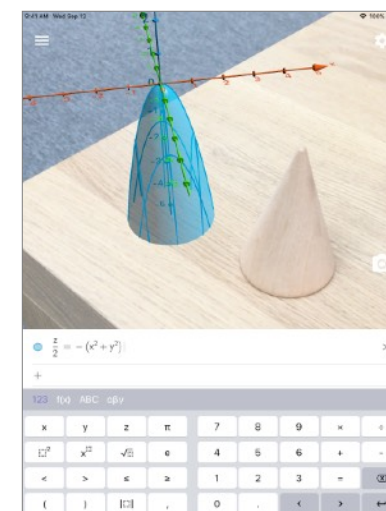 9:41 AM Wed Sep 12
100%
0
z/2 = − (x² + y²)
+
123 f(x) ABC αβγ
x y z π 7 8 9 × ÷
√ e 4 5 6 + -
< > ≤ ≥ 1 2 3 =
( ) , 0 . < >